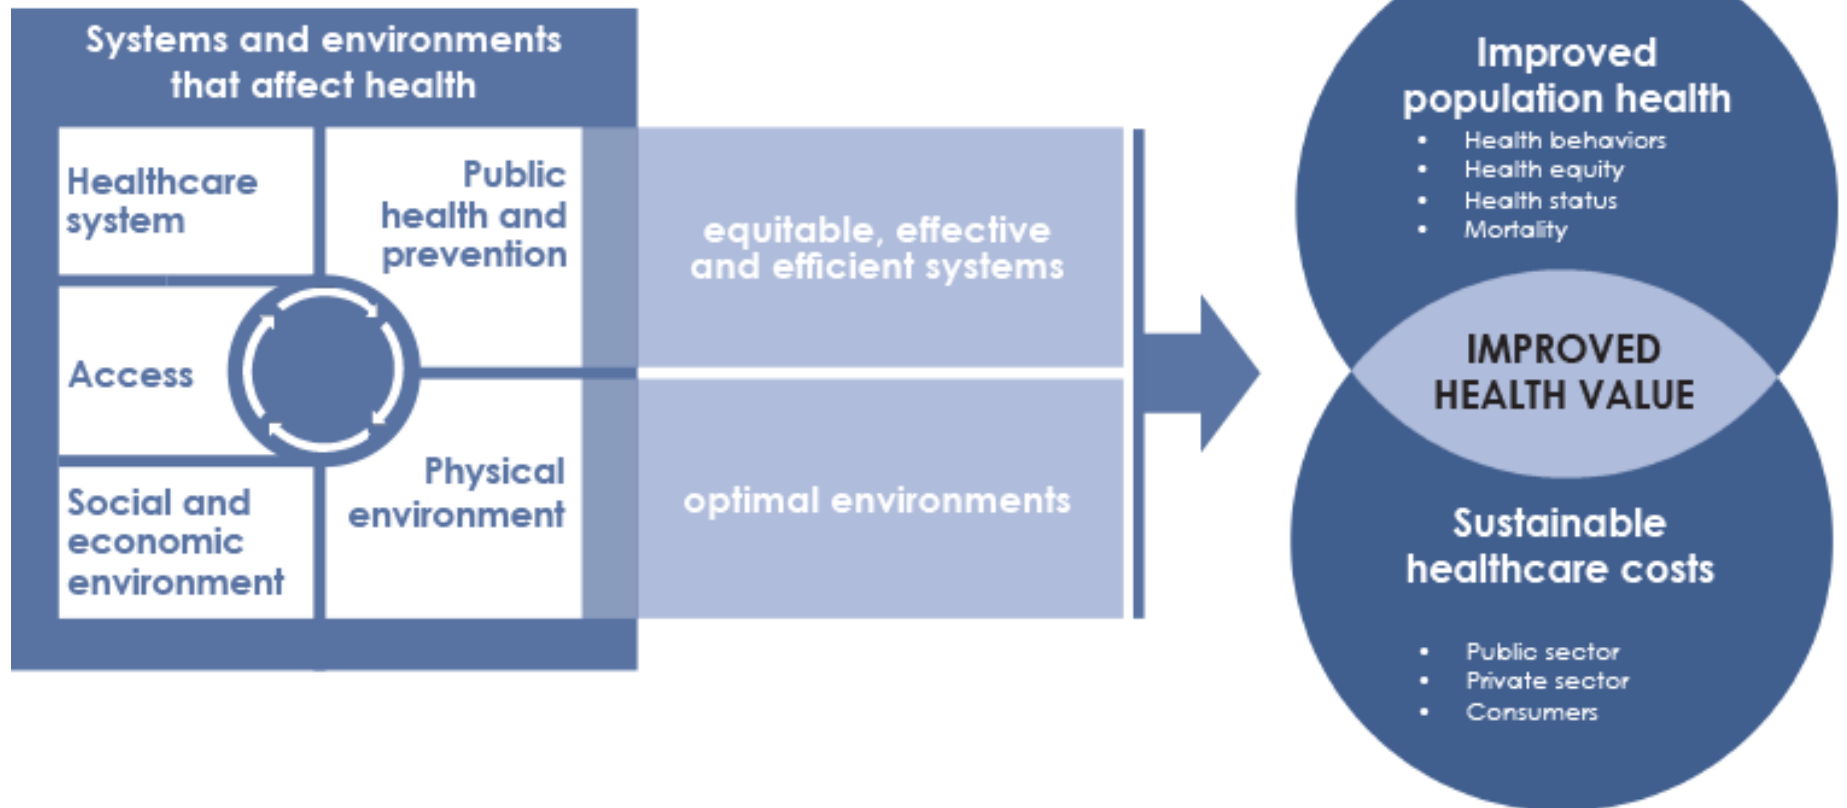 Systems and environments
that affect health
Healthcare
system
Public
health and
prevention
Access
Social and
economic
environment
Physical
environment
equitable, effective
and efficient systems
optimal environments
Improved
population health
• Health behaviors
• Health equity
• Health status
• Mortality
IMPROVED
HEALTH VALUE
Sustainable
healthcare costs
• Public sector
• Private sector
• Consumers